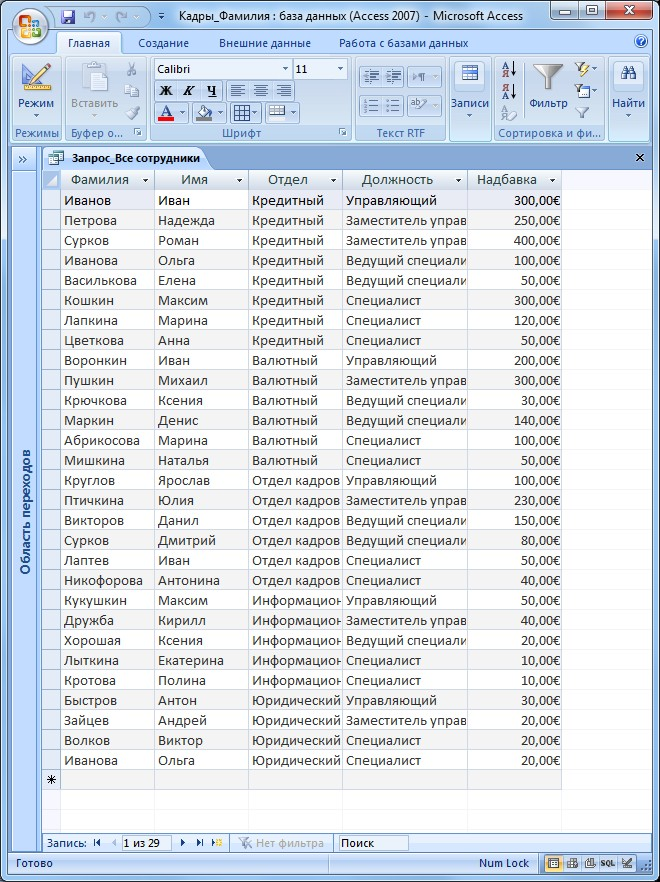 Кадры_Фамилия : база данных (Access 2007) - Microsoft Access
Главная Создание Внешние данные Работа с базами данных
Режим Вставить Calibri 11 Записи Фильтр Найти
Ж К Ч
Режимы Буфер о... Шрифт Текст RTF Сортировка и фи...
Запрос_Все сотрудники
Фамилия Имя Отдел Должность Надбавка
Иванов Иван Кредитный Управляющий 300,00€
Петрова Надежда Кредитный Заместитель управ 250,00€
Сурков Роман Кредитный Заместитель управ 400,00€
Иванова Ольга Кредитный Ведущий специали 100,00€
Василькова Елена Кредитный Ведущий специали 50,00€
Кошкин Максим Кредитный Специалист 300,00€
Лапкина Марина Кредитный Специалист 120,00€
Цветкова Анна Кредитный Специалист 50,00€
Воронкин Иван Валютный Управляющий 200,00€
Пушкин Михаил Валютный Заместитель управ 300,00€
Крючкова Ксения Валютный Ведущий специали 30,00€
Маркин Денис Валютный Ведущий специали 140,00€
Абрикосова Марина Валютный Специалист 100,00€
Мишкина Наталья Валютный Специалист 50,00€
Круглов Ярослав Отдел кадров Управляющий 100,00€
Птичкина Юлия Отдел кадров Заместитель управ 230,00€
Викторов Данил Отдел кадров Ведущий специали 150,00€
Сурков Дмитрий Отдел кадров Ведущий специали 80,00€
Лаптев Иван Отдел кадров Специалист 50,00€
Никофорова Антонина Отдел кадров Специалист 40,00€
Кукушкин Максим Информацион Управляющий 50,00€
Дружба Кирилл Информацион Заместитель управ 40,00€
Хорошая Ксения Информацион Ведущий специали 20,00€
Лыткина Екатерина Информацион Специалист 10,00€
Кротова Полина Информацион Специалист 10,00€
Быстров Антон Юридический Управляющий 30,00€
Зайцев Андрей Юридический Заместитель управ 20,00€
Волков Виктор Юридический Специалист 20,00€
Иванова Ольга Юридический Специалист 20,00€
Область переходов
Запись: 1 из 29 Нет фильтра Поиск
Готово Num Lock SQL